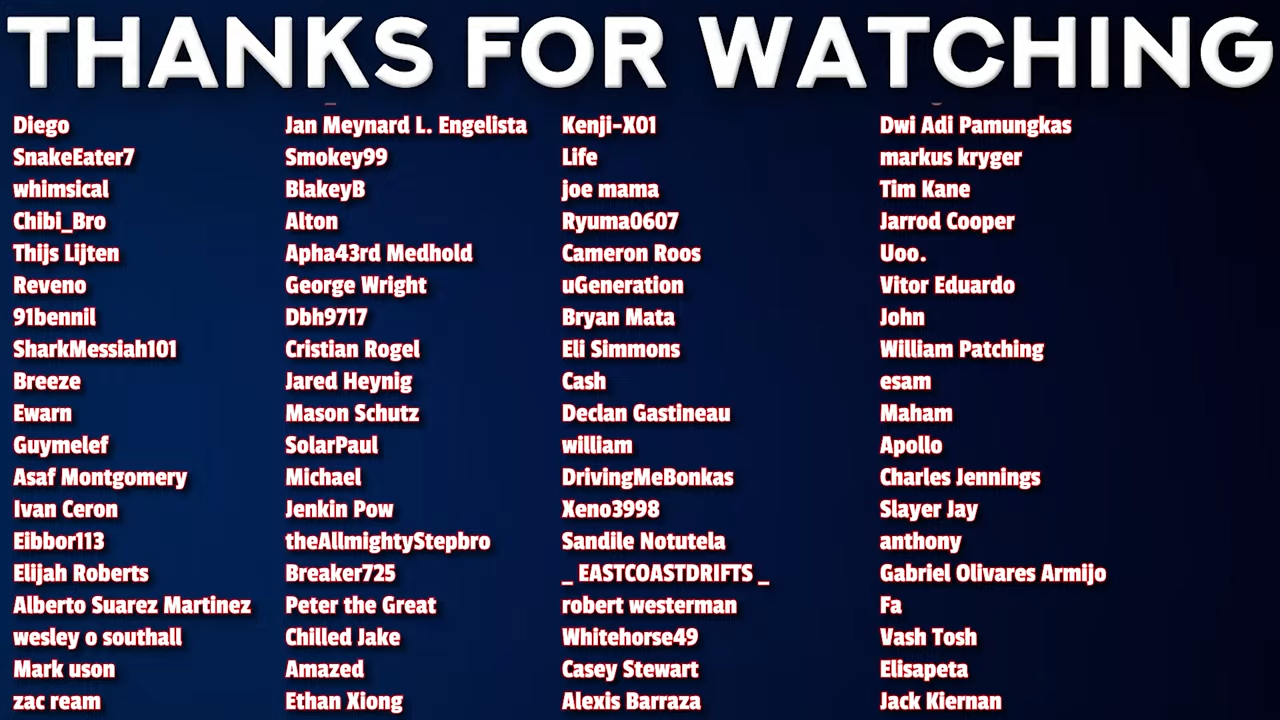 THANKS FOR WATCHING
Diego
SnakeEater7
whimsical
Chibi_Bro
Thijs Lijten
Reveno
91bennil
SharkMessiah101
Breeze
Ewarn
Guymelef
Asaf Montgomery
Ivan Ceron
Eibbor113
Elijah Roberts
Alberto Suarez Martinez
wesley o southall
Mark uson
zac ream
Jan Meynard L. Engelista
Smokey99
BlakeyB
Alton
Apha43rd Medhold
George Wright
Dbh9717
Cristian Rogel
Jared Heynig
Mason Schutz
SolarPaul
Michael
Jenkin Pow
theAllmightyStepbro
Breaker725
Peter the Great
Chilled Jake
Amazed
Ethan Xiong
Kenji-X01
Life
joe mama
Ryuma0607
Cameron Roos
uGeneration
Bryan Mata
Eli Simmons
Cash
Declan Gastineau
william
DrivingMeBonkas
Xeno3998
Sandile Notutela
_ EASTCOASTDRIFTS _
robert westerman
Whitehorse49
Casey Stewart
Alexis Barraza
Dwi Adi Pamungkas
markus kryger
Tim Kane
Jarrod Cooper
Uoo.
Vitor Eduardo
John
William Patching
esam
Maham
Apollo
Charles Jennings
Slayer Jay
anthony
Gabriel Olivares Armijo
Fa
Vash Tosh
Elisapeta
Jack Kiernan